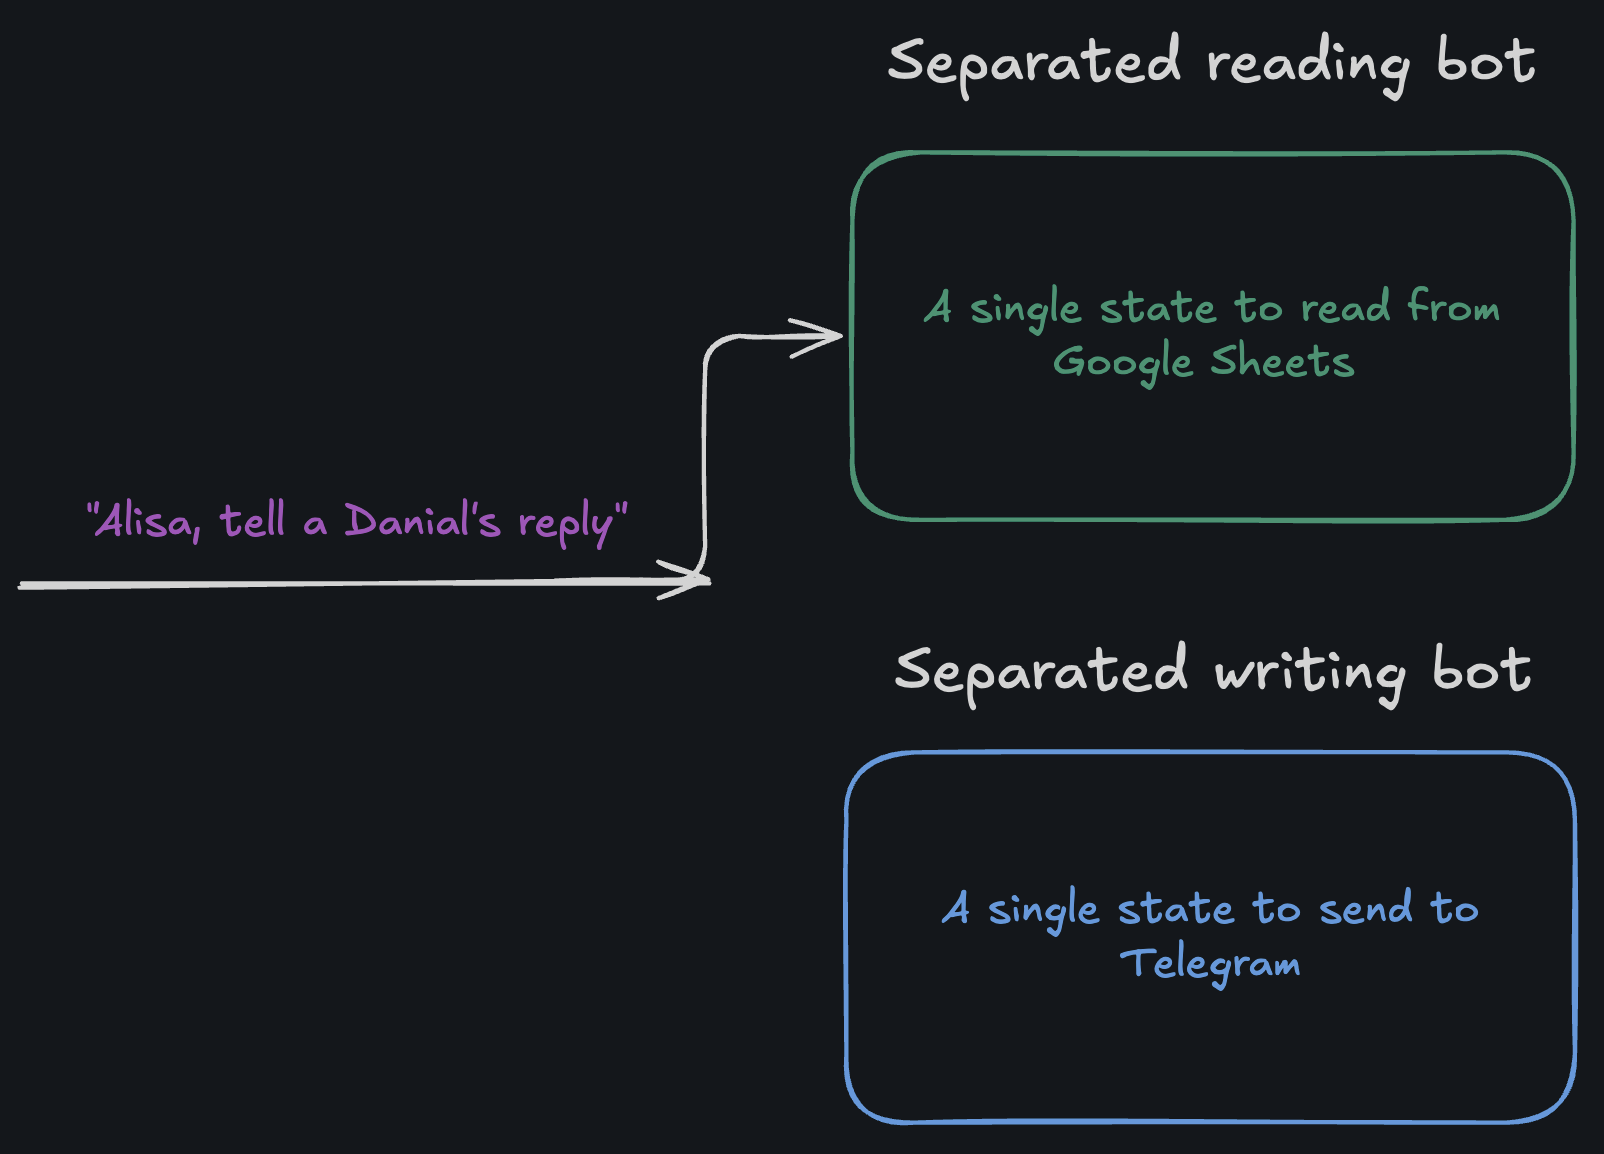 Separated reading bot
A single state to read from
Google Sheets
"Alisa, tell a Danial's reply"
Separated writing bot
A single state to send to
Telegram